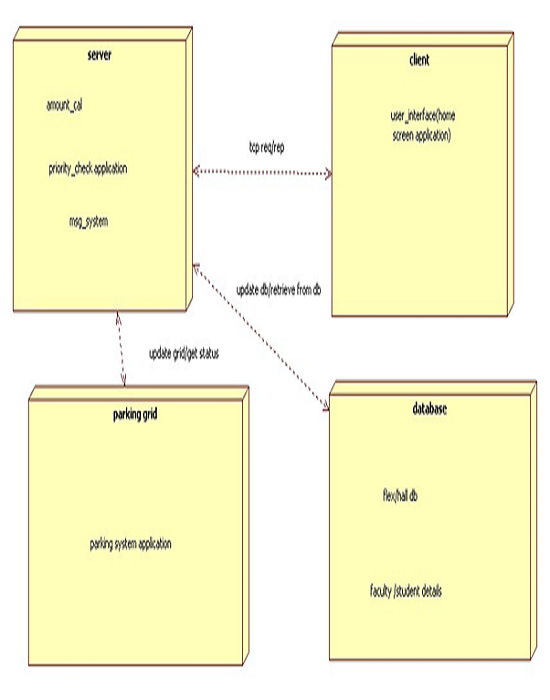 server
amount_cal
priority_check application
msg_system
client
user_interface(home
screen application)
tcp req/rep
update db/retrieve from db
update grid/get status
parking grid
parking system application
database
flex/hall db
faculty /student details